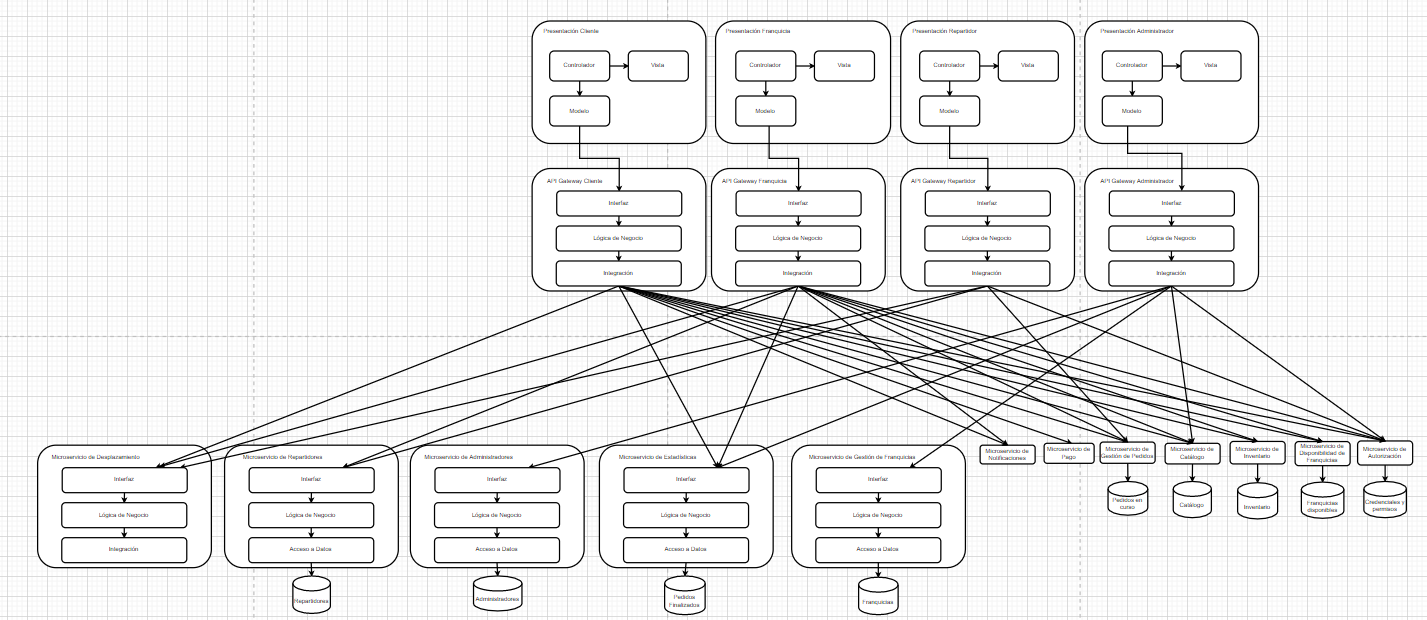 Presentación Cliente
Controlador
Vista
Modelo
Presentación Franquicia
Controlador
Vista
Modelo
Presentación Repartidor
Controlador
Vista
Modelo
Presentación Administrador
Controlador
Vista
Modelo
API Gateway Cliente
Interfaz
Lógica de Negocio
Integración
API Gateway Franquicia
Interfaz
Lógica de Negocio
Integración
API Gateway Repartidor
Interfaz
Lógica de Negocio
Integración
API Gateway Administrador
Interfaz
Lógica de Negocio
Integración
Microservicio de Desplazamiento
Interfaz
Lógica de Negocio
Integración
Microservicio de Repartidores
Interfaz
Lógica de Negocio
Acceso a Datos
Repartidores
Microservicio de Administradores
Interfaz
Lógica de Negocio
Acceso a Datos
Administradores
Microservicio de Estadísticas
Interfaz
Lógica de Negocio
Acceso a Datos
Pedidos
Finalizados
Microservicio de Gestión de Franquicias
Interfaz
Lógica de Negocio
Acceso a Datos
Franquicias
Microservicio de
Notificaciones
Microservicio de
Pago
Microservicio de
Gestión de Pedidos
Pedidos en
curso
Microservicio de
Catálogo
Catálogo
Microservicio de
Inventario
Inventario
Microservicio de
Disponibilidad de
Franquicias
Franquicias
disponibles
Microservicio de
Autorización
Credenciales y
permisos